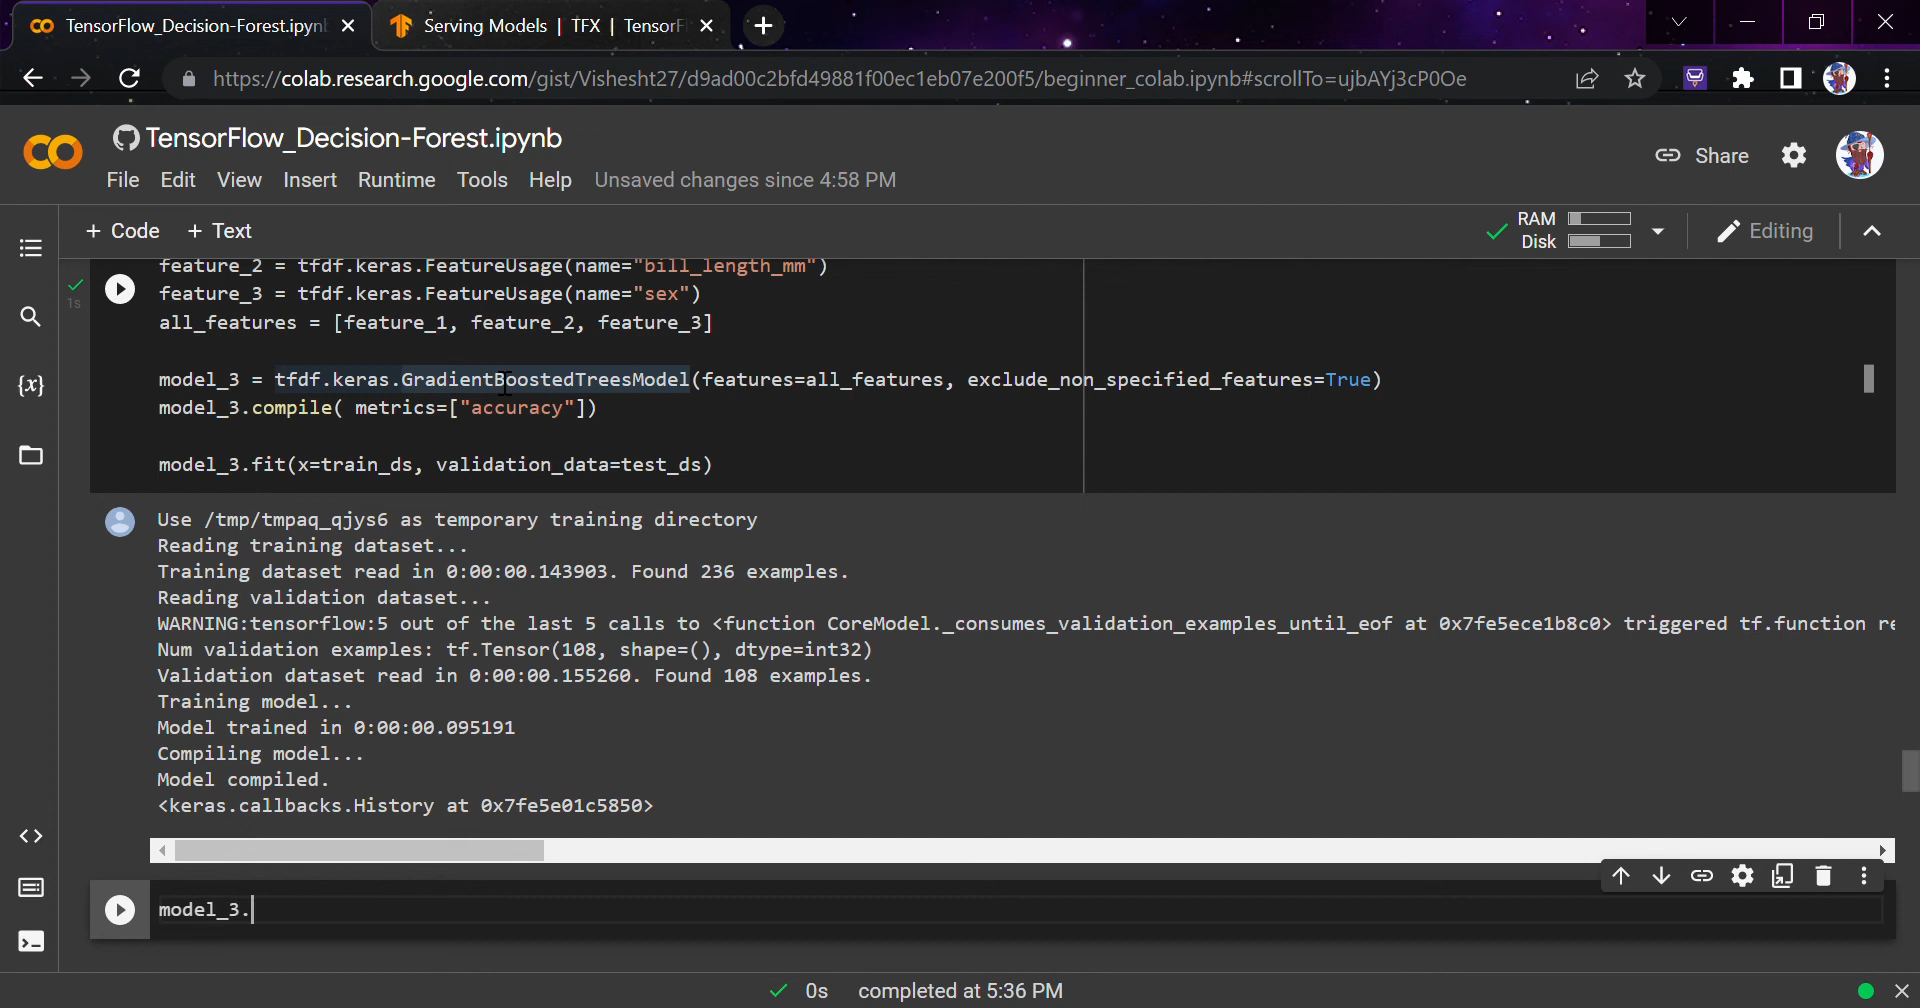 TensorFlow_Decision-Forest.ipyn
Serving Models | TFX | TensorF
https://colab.research.google.com/gist/Vishesht27/d9ad00c2bfd49881f00ec1eb07e200f5/beginner_colab.ipynb#scrollTo=ujbAYj3cP0Oe
TensorFlow_Decision-Forest.ipynb
Share
File Edit View Insert Runtime Tools Help Unsaved changes since 4:58 PM
+ Code + Text
RAM
Disk
Editing
feature_2 = tfdf.keras.FeatureUsage(name="bill_length_mm")
1s
feature_3 = tfdf.keras.FeatureUsage(name="sex")
all_features = [feature_1, feature_2, feature_3]
model_3 = tfdf.keras.GradientBoostedTreesModel(features=all_features, exclude_non_specified_features=True)
model_3.compile( metrics=["accuracy"])
model_3.fit(x=train_ds, validation_data=test_ds)
Use /tmp/tmpaq_qjys6 as temporary training directory
Reading training dataset...
Training dataset read in 0:00:00.143903. Found 236 examples.
Reading validation dataset...
WARNING:tensorflow:5 out of the last 5 calls to <function CoreModel._consumes_validation_examples_until_eof at 0x7fe5ece1b8c0> triggered tf.function re
Num validation examples: tf.Tensor(108, shape=(), dtype=int32)
Validation dataset read in 0:00:00.155260. Found 108 examples.
Training model...
Model trained in 0:00:00.095191
Compiling model...
Model compiled.
<keras.callbacks.History at 0x7fe5e01c5850>
model_3.
0s completed at 5:36 PM